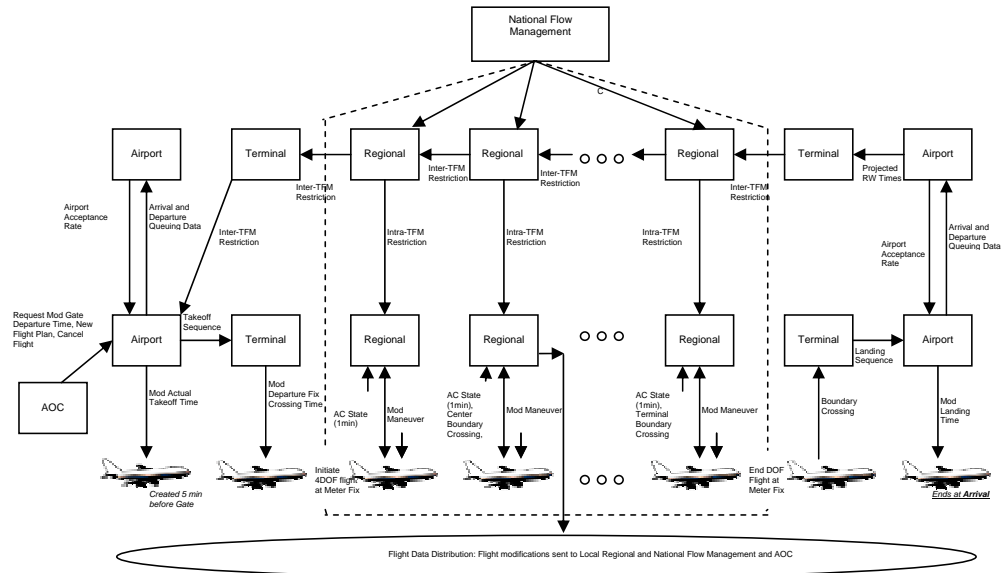 National Flow
Management
C
Airport
Terminal
Regional
Regional
Regional
Terminal
Airport
Inter-TFM
Restriction
Inter-TFM
Restriction
Inter-TFM
Restriction
Inter-TFM
Restriction
Projected
RW Times
Airport
Acceptance
Rate
Arrival and
Departure
Queuing Data
Inter-TFM
Restriction
Intra-TFM
Restriction
Intra-TFM
Restriction
Intra-TFM
Restriction
Airport
Acceptance
Rate
Arrival and
Departure
Queuing Data
Request Mod Gate
Departure Time, New
Flight Plan, Cancel
Flight
Airport
Takeoff
Sequence
Terminal
Regional
Regional
Regional
Terminal
Landing
Sequence
Airport
AOC
Mod Actual
Takeoff Time
Mod
Departure Fix
Crossing Time
AC State
(1min)
Mod Maneuver
AC State
(1min),
Center
Boundary
Crossing,
Mod Maneuver
AC State
(1min),
Terminal
Boundary
Crossing
Mod Maneuver
Boundary
Crossing
Mod
Landing
Time
Created 5 min
before Gate
Initiate
4DOF flight
at Meter Fix
End DOF
Flight at
Meter Fix
Ends at Arrival
Flight Data Distribution: Flight modifications sent to Local Regional and National Flow Management and AOC